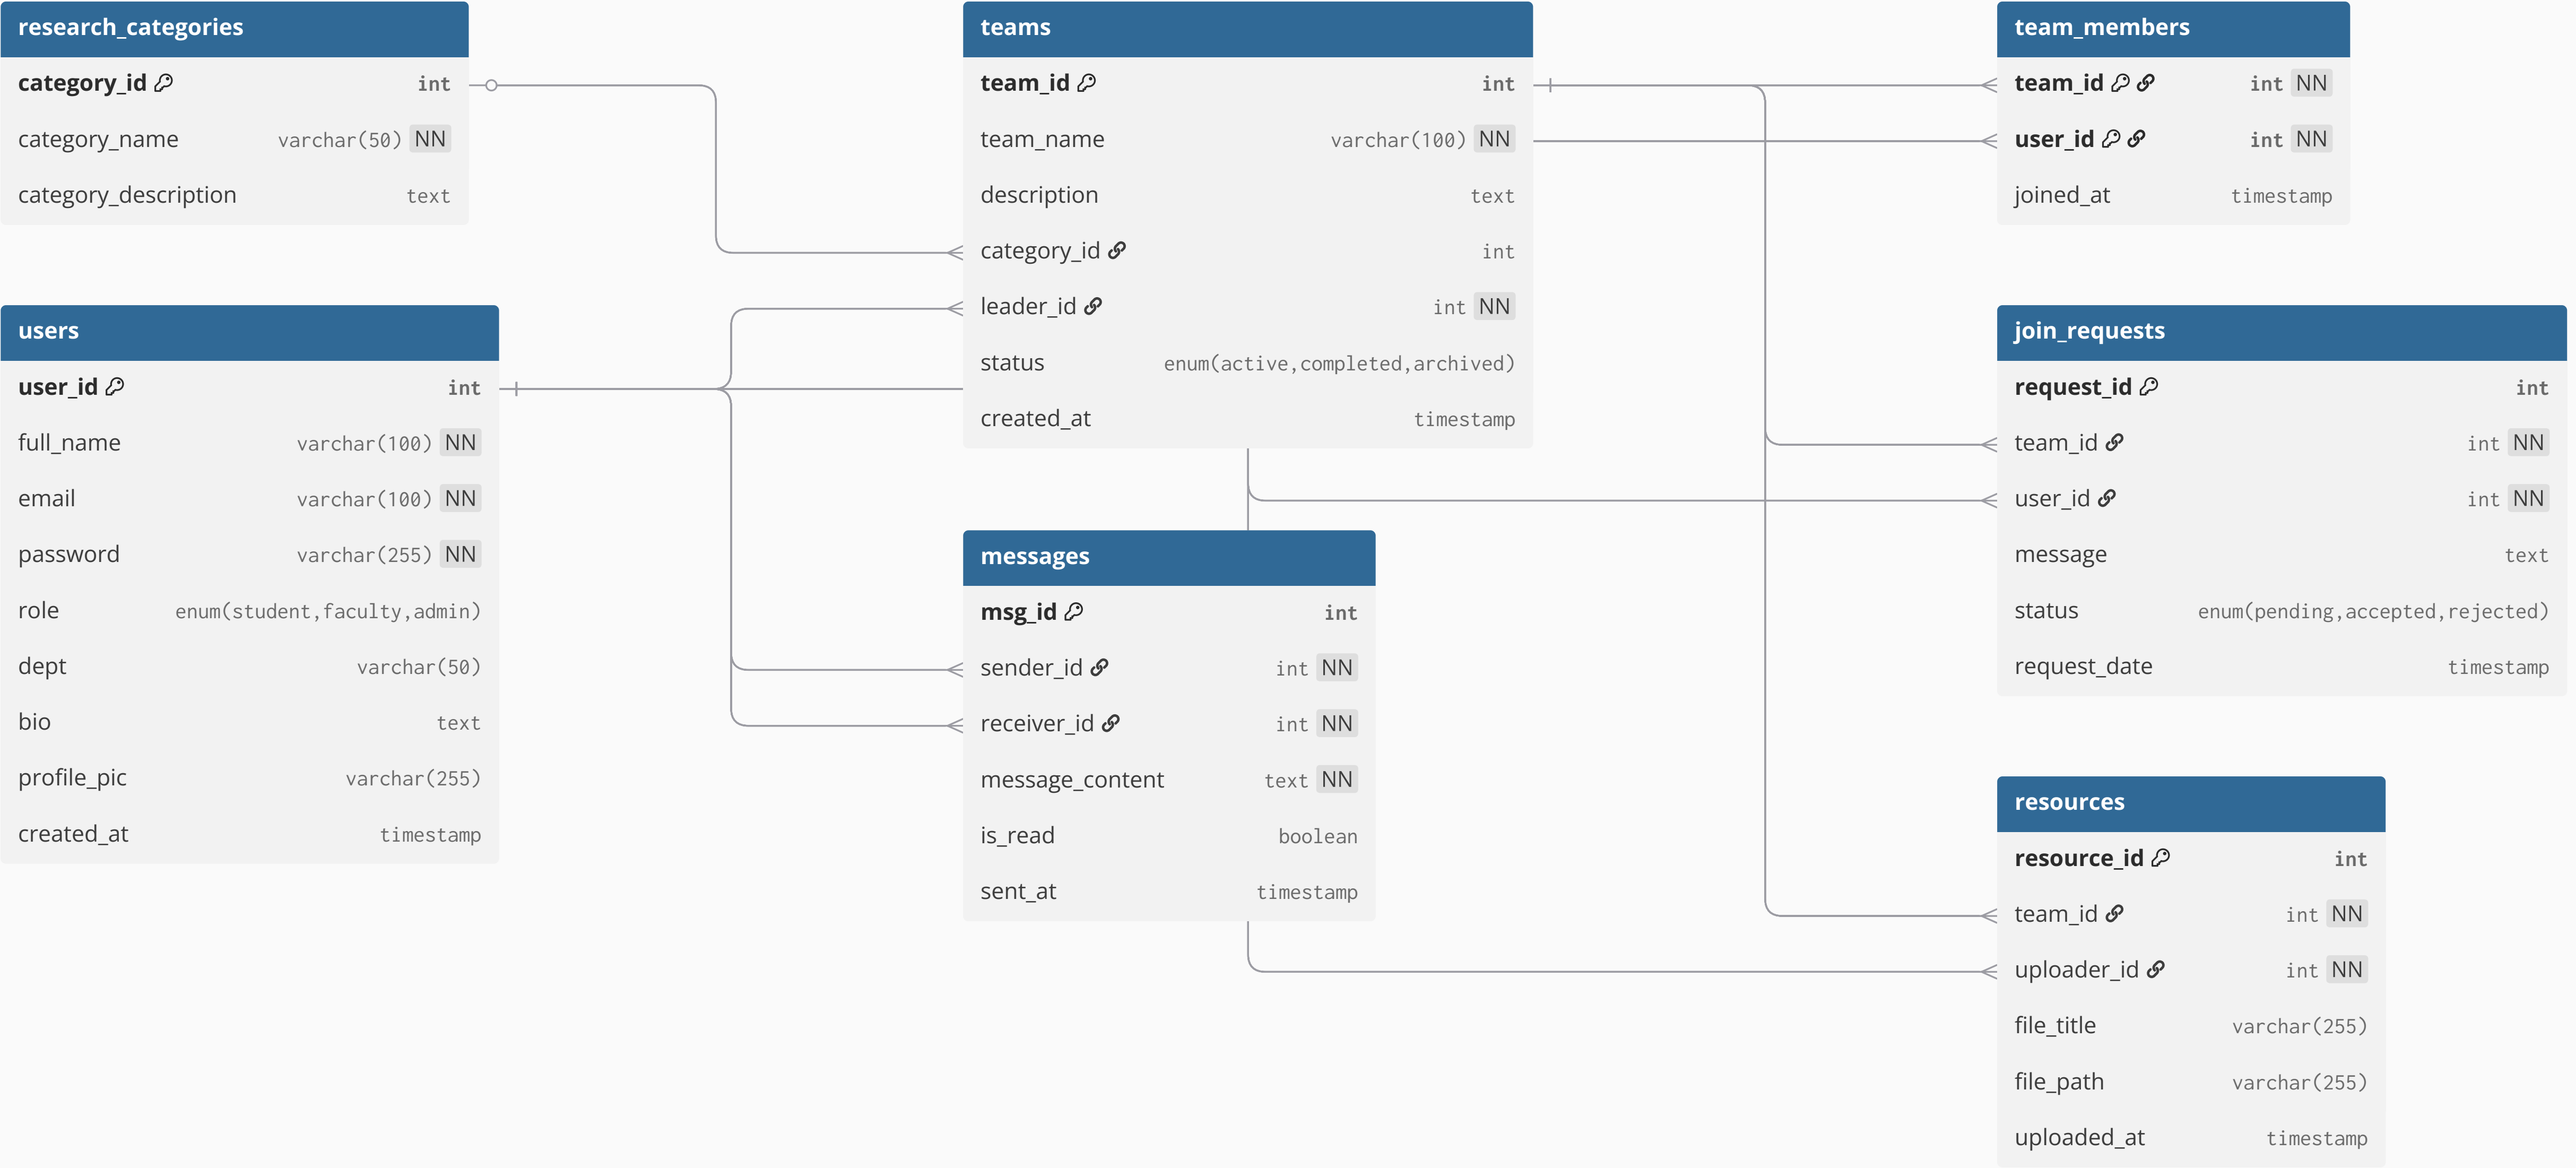 research_categories
category_id int
category_name varchar(50) NN
category_description text
users
user_id int
full_name varchar(100) NN
email varchar(100) NN
password varchar(255) NN
role enum(student,faculty,admin)
dept varchar(50)
bio text
profile_pic varchar(255)
created_at timestamp
teams
team_id int
team_name varchar(100) NN
description text
category_id int
leader_id int NN
status enum(active,completed,archived)
created_at timestamp
messages
msg_id int
sender_id int NN
receiver_id int NN
message_content text NN
is_read boolean
sent_at timestamp
team_members
team_id int NN
user_id int NN
joined_at timestamp
join_requests
request_id int
team_id int NN
user_id int NN
message text
status enum(pending,accepted,rejected)
request_date timestamp
resources
resource_id int
team_id int NN
uploader_id int NN
file_title varchar(255)
file_path varchar(255)
uploaded_at timestamp